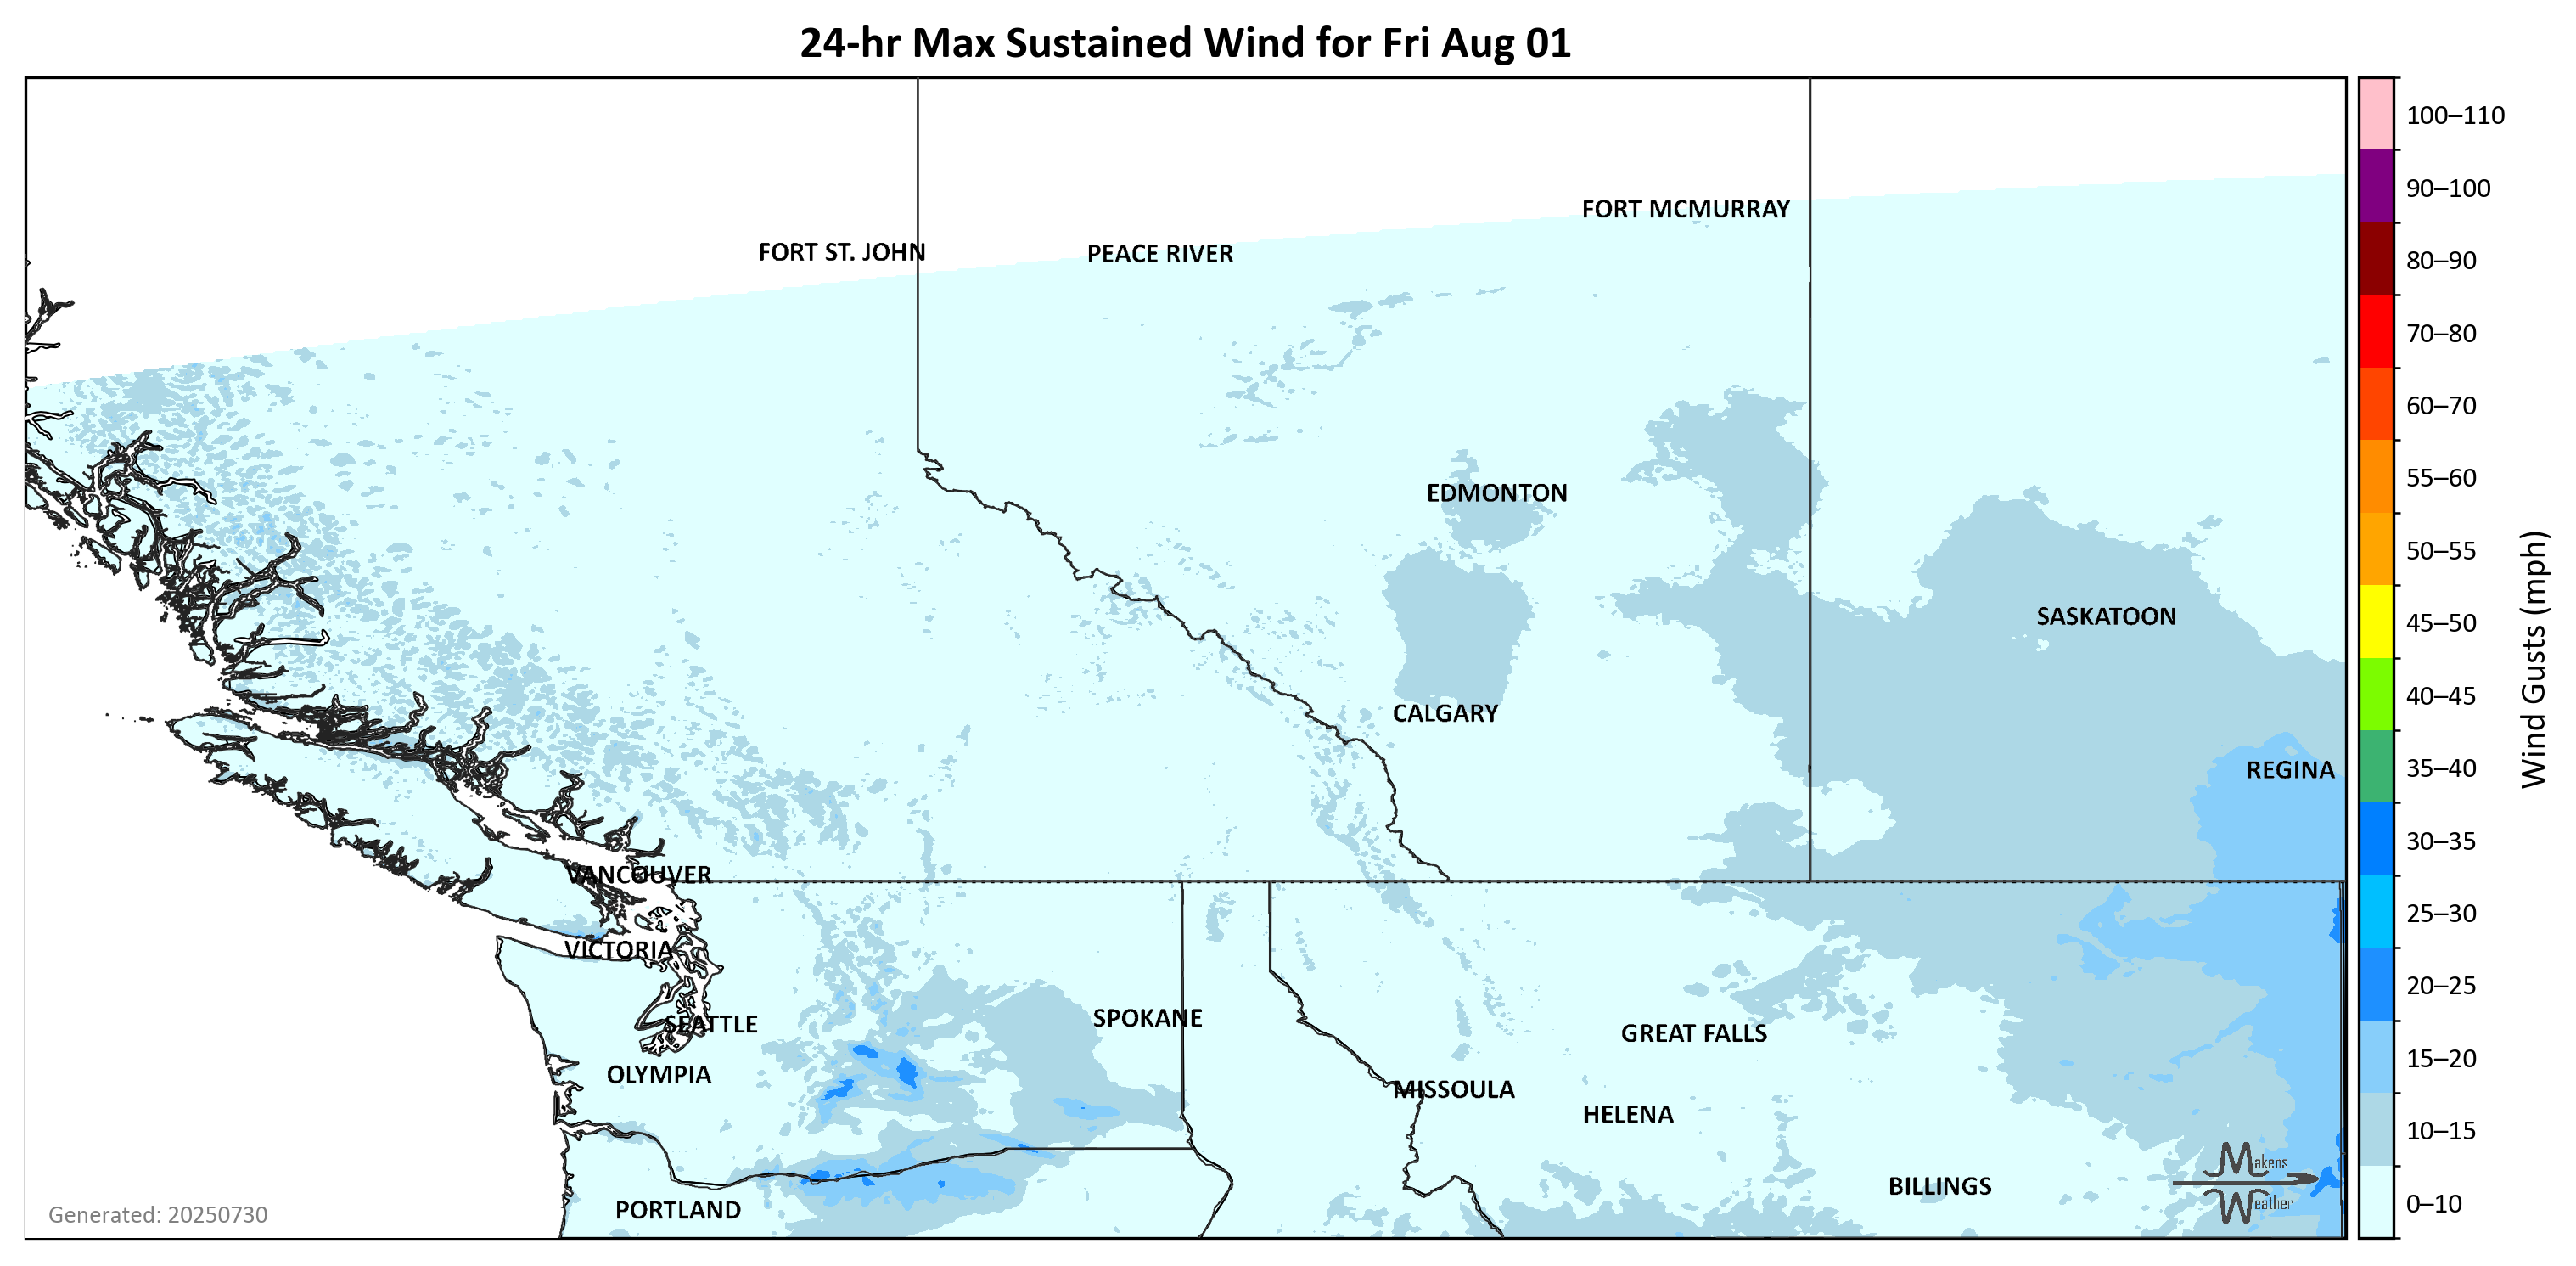 24-hr Max Sustained Wind for Fri Aug 01
100–110
90–100
80–90
70–80
60–70
55–60
50–55
45–50
40–45
35–40
30–35
25–30
20–25
15–20
10–15
0–10
Wind Gusts (mph)
FORT MCMURRAY
FORT ST. JOHN
PEACE RIVER
EDMONTON
SASKATOON
CALGARY
REGINA
VANCOUVER
VICTORIA
SPOKANE
SEATTLE
GREAT FALLS
OLYMPIA
MISSOULA
HELENA
BILLINGS
PORTLAND
Makens
Weather
Generated: 20250730